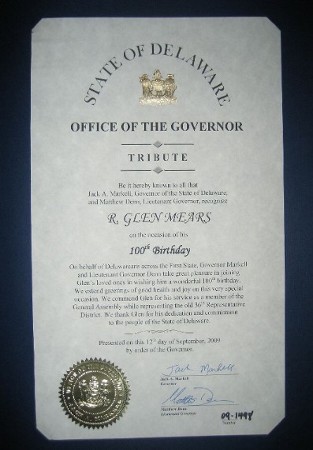 STATE OF DELAWARE
OFFICE OF THE GOVERNOR
TRIBUTE
Be it hereby known to all that
Jack A. Markell, Governor of the State of Delaware,
and Matthew Denn, Lieutenant Governor, recognize
R. GLEN MEARS
on the occasion of his
100th Birthday
On behalf of Delawareans across the First State, Governor Markell
and Lieutenant Governor Denn take great pleasure in joining
Glen's loved ones in wishing him a wonderful 100th birthday.
We extend greetings of good health and joy on this very special
occasion. We commend Glen for his service as a member of the
General Assembly while representing the old 36th Representative
District. We thank Glen for his dedication and commitment
to the people of the State of Delaware.
Presented on this 12th day of September, 2009
by order of the Governor.
Jack Markell
Jack A. Markell
Governor
Matthew Denn
Lieutenant Governor
09-1498